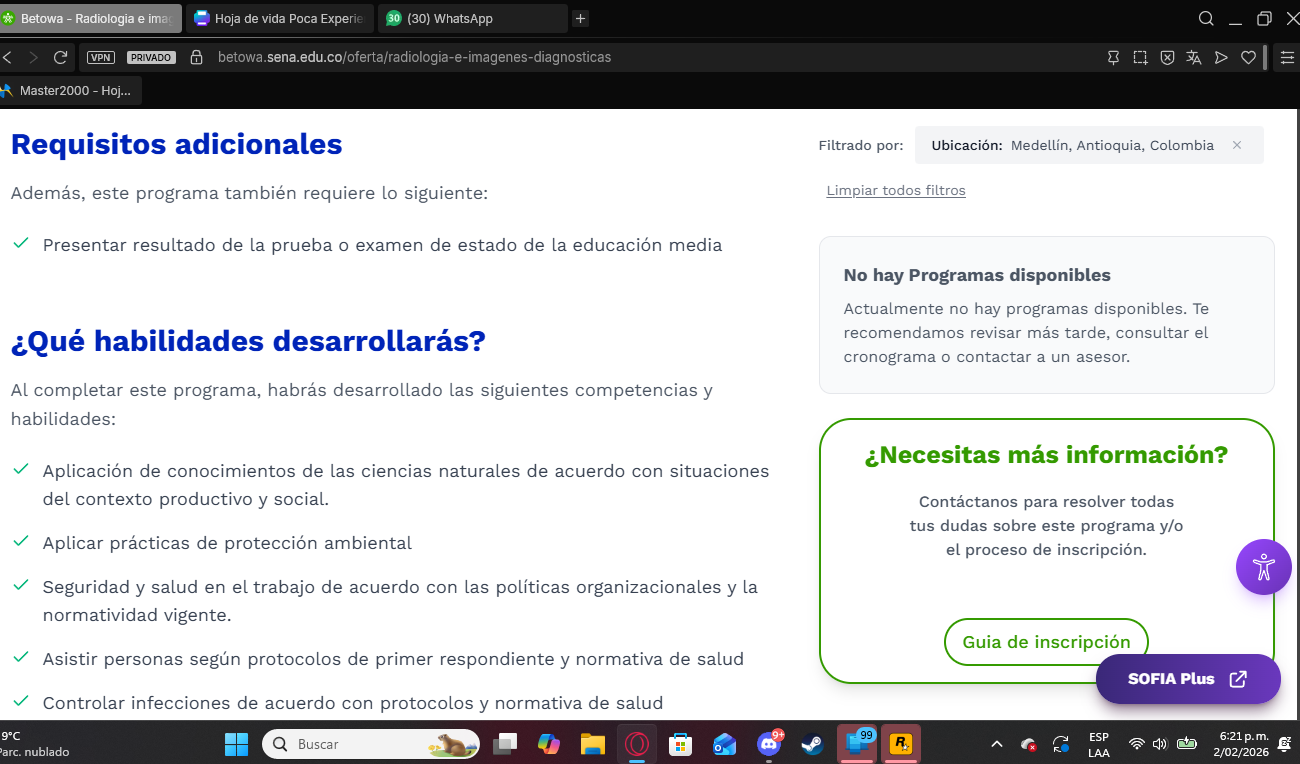 Betowa - Radiologia e imag
Hoja de vida Poca Experie
30 (30) WhatsApp
VPN PRIVADO betowa.sena.edu.co/oferta/radiologia-e-imagenes-diagnosticas
Master2000 - Hoj...
Requisitos adicionales
Además, este programa también requiere lo siguiente:
Presentar resultado de la prueba o examen de estado de la educación media
¿Qué habilidades desarrollarás?
Al completar este programa, habrás desarrollado las siguientes competencias y
habilidades:
Aplicación de conocimientos de las ciencias naturales de acuerdo con situaciones
del contexto productivo y social.
Aplicar prácticas de protección ambiental
Seguridad y salud en el trabajo de acuerdo con las políticas organizacionales y la
normatividad vigente.
Asistir personas según protocolos de primer respondiente y normativa de salud
Controlar infecciones de acuerdo con protocolos y normativa de salud
Filtrado por: Ubicación: Medellín, Antioquia, Colombia
Limpiar todos filtros
No hay Programas disponibles
Actualmente no hay programas disponibles. Te
recomendamos revisar más tarde, consultar el
cronograma o contactar a un asesor.
¿Necesitas más información?
Contáctanos para resolver todas
tus dudas sobre este programa y/o
el proceso de inscripción.
Guia de inscripción
SOFIA Plus
9°C
Parc. nublado
Buscar
9+
99
ESP
LAA
6:21 p. m.
2/02/2026